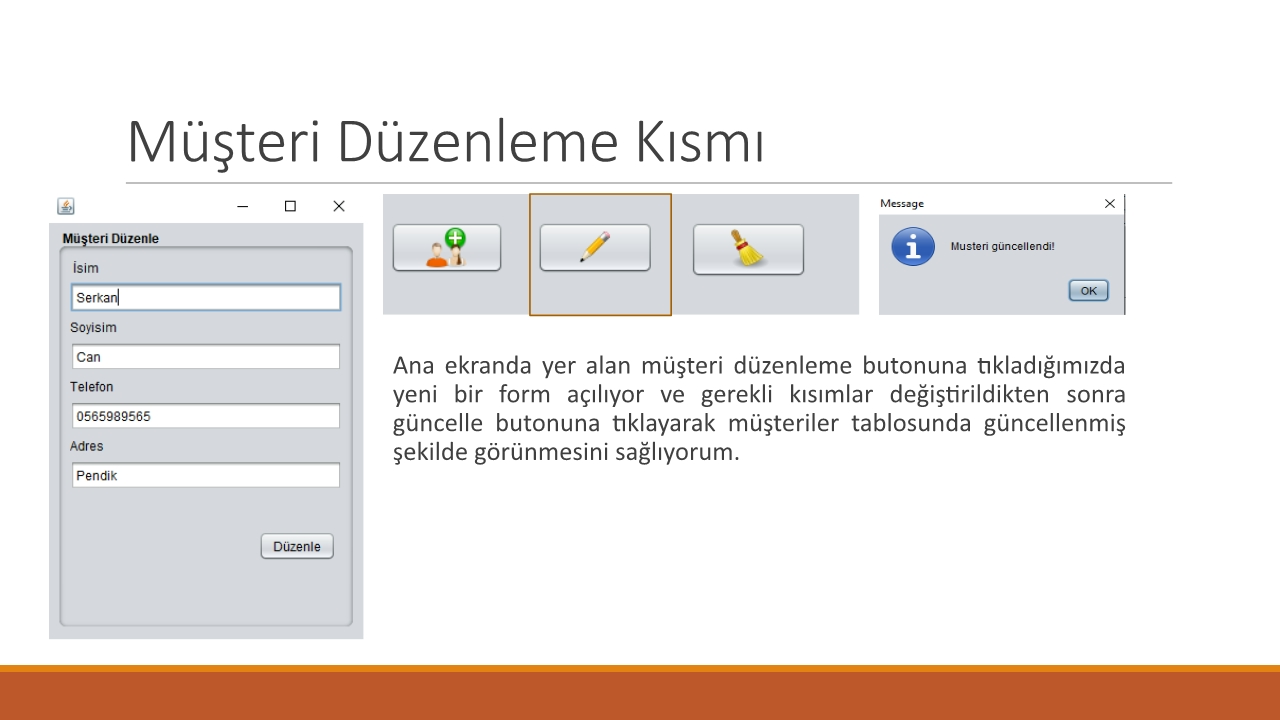 Müşteri Düzenleme Kısmı
Müşteri Düzenle
İsim
Serkan
Soyisim
Can
Telefon
0565989565
Adres
Pendik
Düzenle
Message
Musteri güncellendi!
OK
Ana ekranda yer alan müşteri düzenleme butonuna tıkladığımızda
yeni bir form açılıyor ve gerekli kısımlar değiştirildikten sonra
güncelle butonuna tıklayarak müşteriler tablosunda güncellenmiş
şekilde görünmesini sağlıyorum.